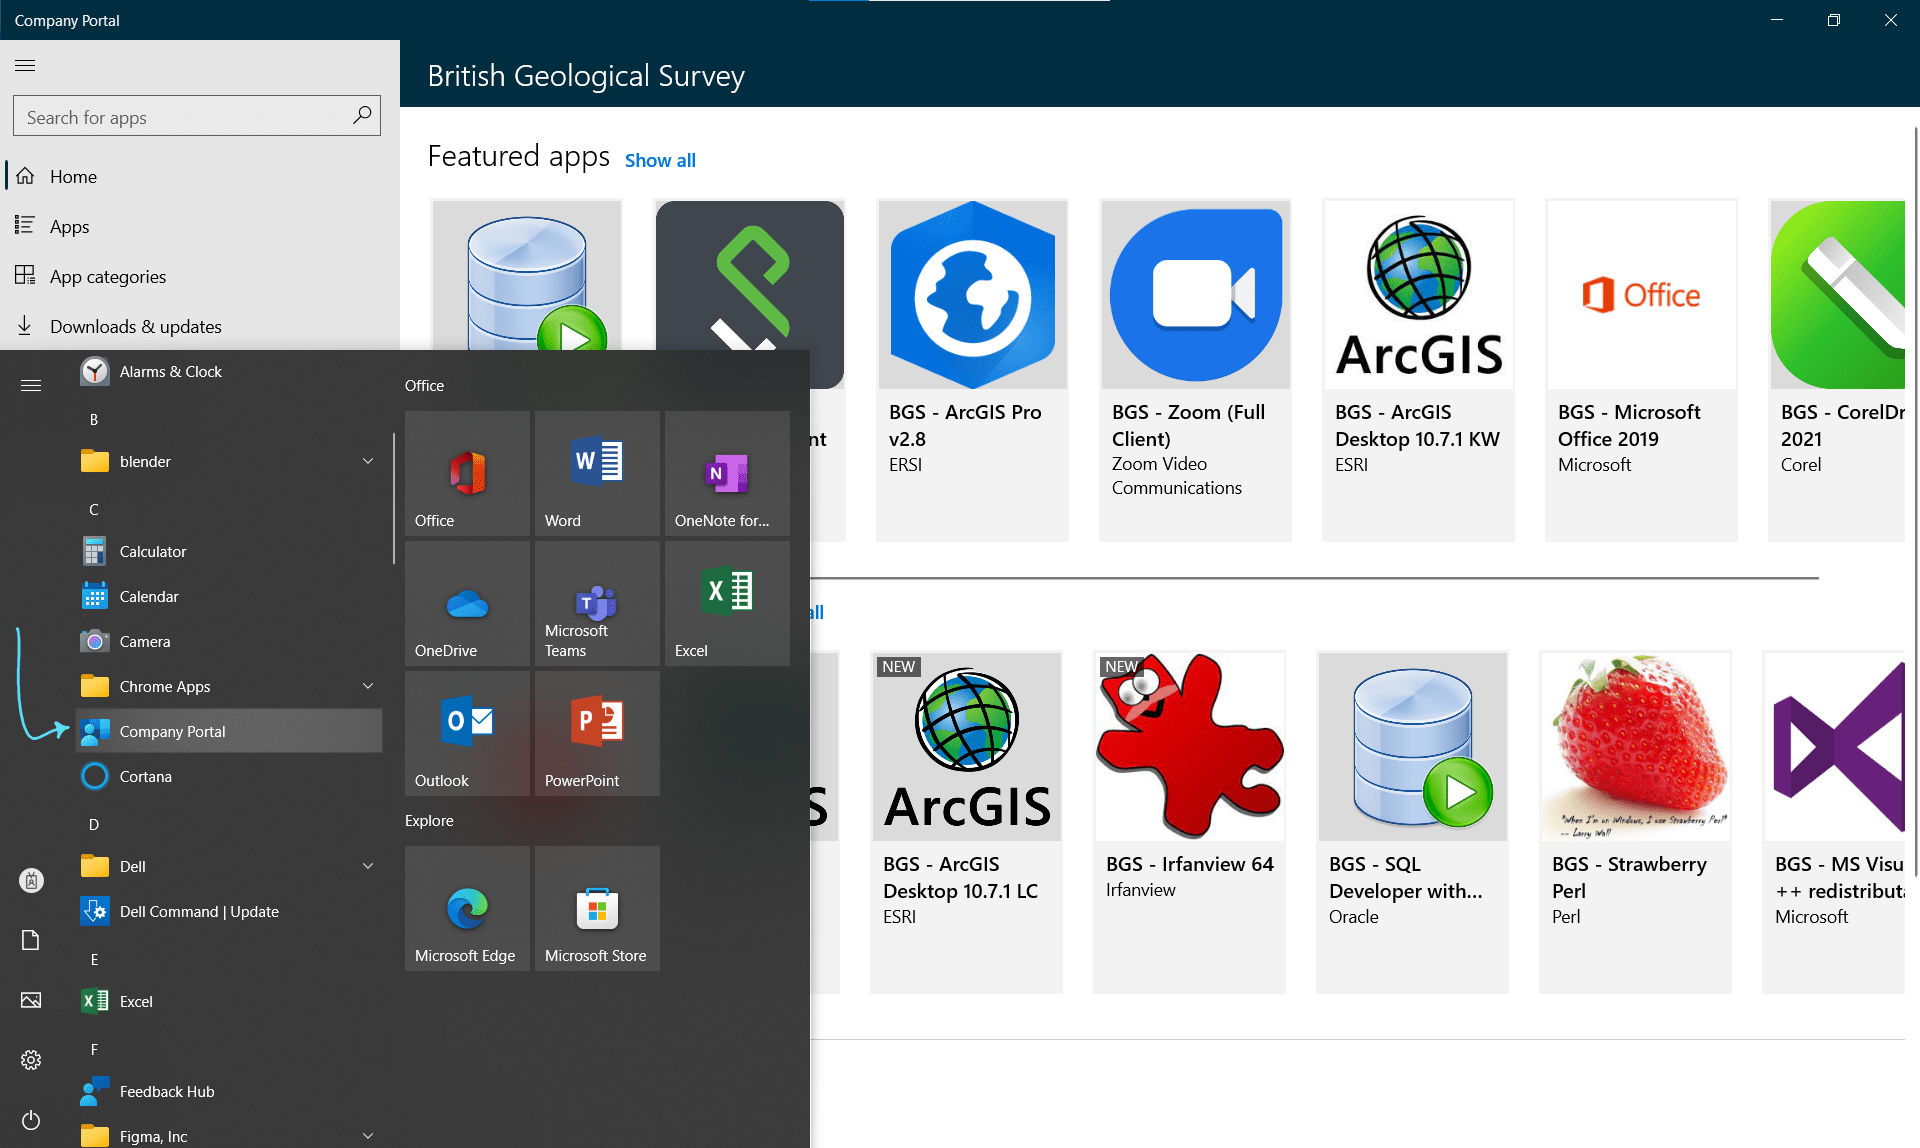 Company Portal
British Geological Survey
Search for apps
Home
Apps
App categories
Downloads & updates
Featured apps Show all
ArcGIS
Office
nt
BGS - ArcGIS Pro
v2.8
ERSI
BGS - Zoom (Full
Client)
Zoom Video
Communications
BGS - ArcGIS
Desktop 10.7.1 KW
ESRI
BGS - Microsoft
Office 2019
Microsoft
BGS - CorelDr
2021
Corel
all
S
NEW
ArcGIS
BGS - ArcGIS
Desktop 10.7.1 LC
ESRI
NEW
BGS - Irfanview 64
Irfanview
BGS - SQL
Developer with...
Oracle
"When I'm on Windows, I use Strawberry Perl"
-- Larry Wall
BGS - Strawberry
Perl
Perl
BGS - MS Visu
++ redistributa
Microsoft
Alarms & Clock
B
blender
C
Calculator
Calendar
Camera
Chrome Apps
Company Portal
Cortana
D
Dell
Dell Command | Update
E
X
Excel
F
Feedback Hub
Figma, Inc
Office
Office
W
Word
N
OneNote for...
OneDrive
T
Microsoft
Teams
X
Excel
O
Outlook
P
PowerPoint
Explore
Microsoft Edge
Microsoft Store